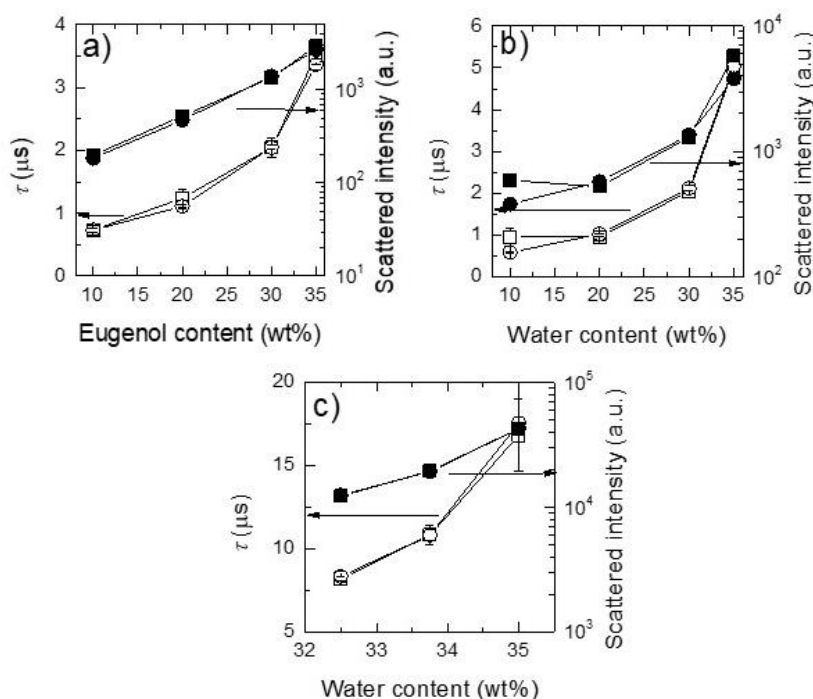 a)
4
3
2
1
0
τ (μs)
10³
10²
10¹
Scattered intensity (a.u.)
10 15 20 25 30 35
Eugenol content (wt%)
b)
6
5
4
3
2
1
0
τ (μs)
10⁴
10³
10²
Scattered intensity (a.u.)
10 15 20 25 30 35
Water content (wt%)
c)
20
15
10
5
τ (μs)
10⁵
10⁴
10³
Scattered intensity (a.u.)
32 33 34 35
Water content (wt%)